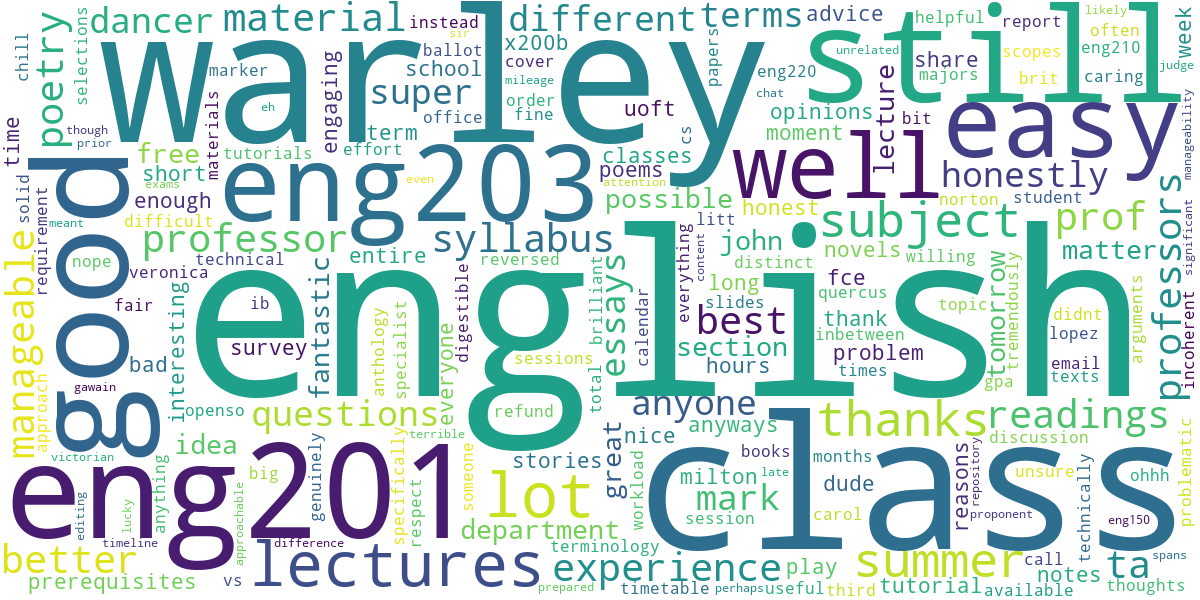 dancer
material
instead
different
terms
advice
helpful
report
likely
often
week
chill
poetry
selections
warley
still
sir
ballot
x200b
marker
school
cover
super
mileage
order
office
fine
eh
term
effort
papers
unrelated
share
scopes
eng210
majors
brit
caring
judge
eng220
chat
uoft
opinions
moment
cs
lecture
bit
easy
time
though
prior
materials
engaging
free
tutorials
short
exams
enough
difficult
eng203
even
classes
poems
attention
possible
well
honestly
honest
norton
student
manageability
significant
solid
requirement
meant
good
professor
syllabus
technical
entire
reversed
nope
veronica
fair
ib
survey
litt
john
distinct
subject
novels
willing
prof
matter
professors
everything
content
long
slides
fce
quercus
topic
tomorrow
tremendously
didnt
lopez
email
texts
arguments
incoherent
manageable
approach
bad
gawain
interesting
openso
fantastic
english
anthology
specialist
everyone
digestible
sessions
refund
essays
total
brilliant
calendar
best
section
hours
thank
inbetween
problem
times
gpa
questions
idea
victorian
anyone
anyways
thanks
readings
discussion
terrible
stories
great
nice
workload
books
months
class
late
milton
mark
dude
session
carol
reasons
repository
unsure
ohhh
technically
problematic
eng201
editing
lucky
anything
big
genuinely
approachable
specifically
respect
someone
lot
department
proponent
eng150
timeline
difference
better
prerequisites
vs
lectures
terminology
experience
prepared
timetable
play
perhaps
useful
third
summer
tutorial
available
call
notes
ta
spans
thoughts